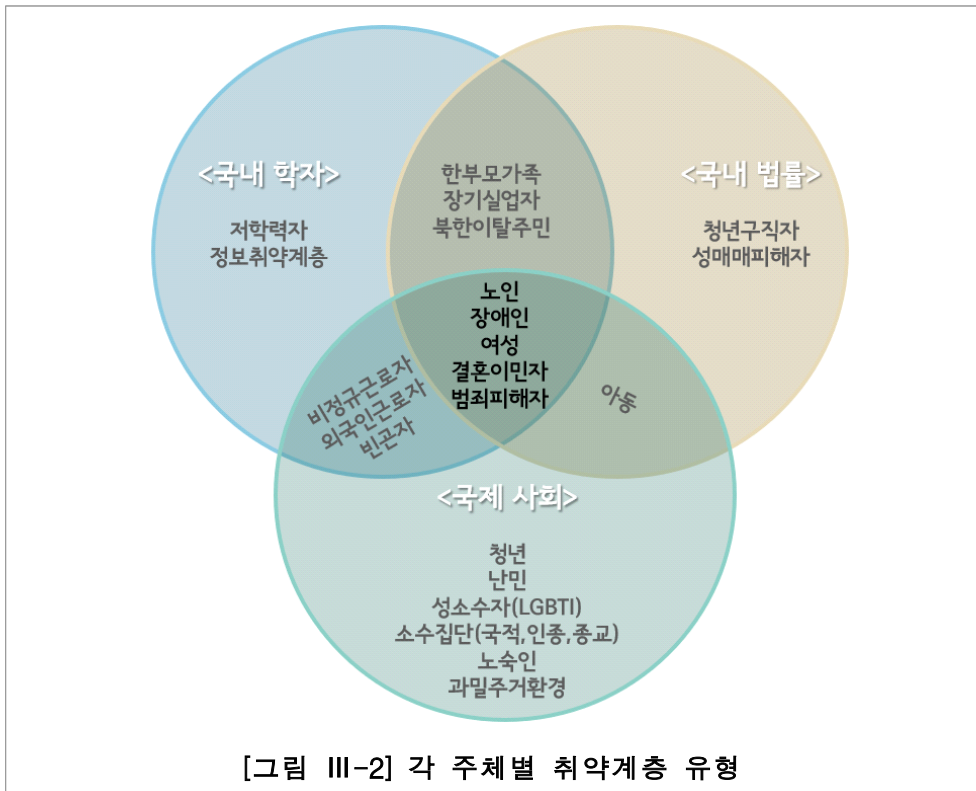 <국내 학자>
저학력자
정보취약계층
한부모가족
장기실업자
북한이탈주민
<국내 법률>
청년구직자
성매매피해자
노인
장애인
여성
결혼이민자
범죄피해자
비정규근로자
외국인근로자
빈곤자
아동
<국제 사회>
청년
난민
성소수자(LGBTI)
소수집단(국적,인종,종교)
노숙인
과밀주거환경
[그림 Ⅲ-2] 각 주체별 취약계층 유형